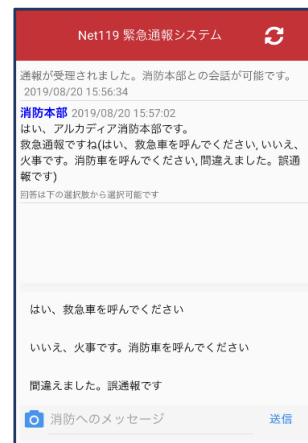 Net119 緊急通報システム
通報が受理されました。消防本部との会話が可能です。
2019/08/20 15:56:34
消防本部 2019/08/20 15:57:02
はい、アルカディア消防本部です。
救急通報ですね(はい、救急車を呼んでください, いいえ、
火事です。消防車を呼んでください, 間違えました。誤通
報です)
回答は下の選択肢から選択可能です
はい、救急車を呼んでください
いいえ、火事です。消防車を呼んでください
間違えました。誤通報です
消防へのメッセージ
送信